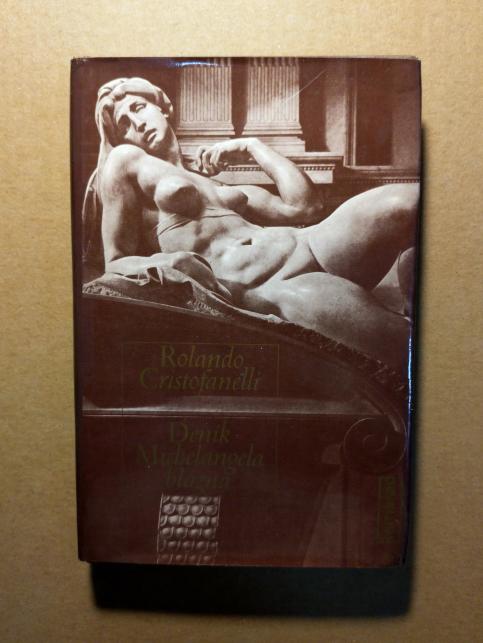 Rolando
Cristofanelli
Deník
Michelangela
blázna